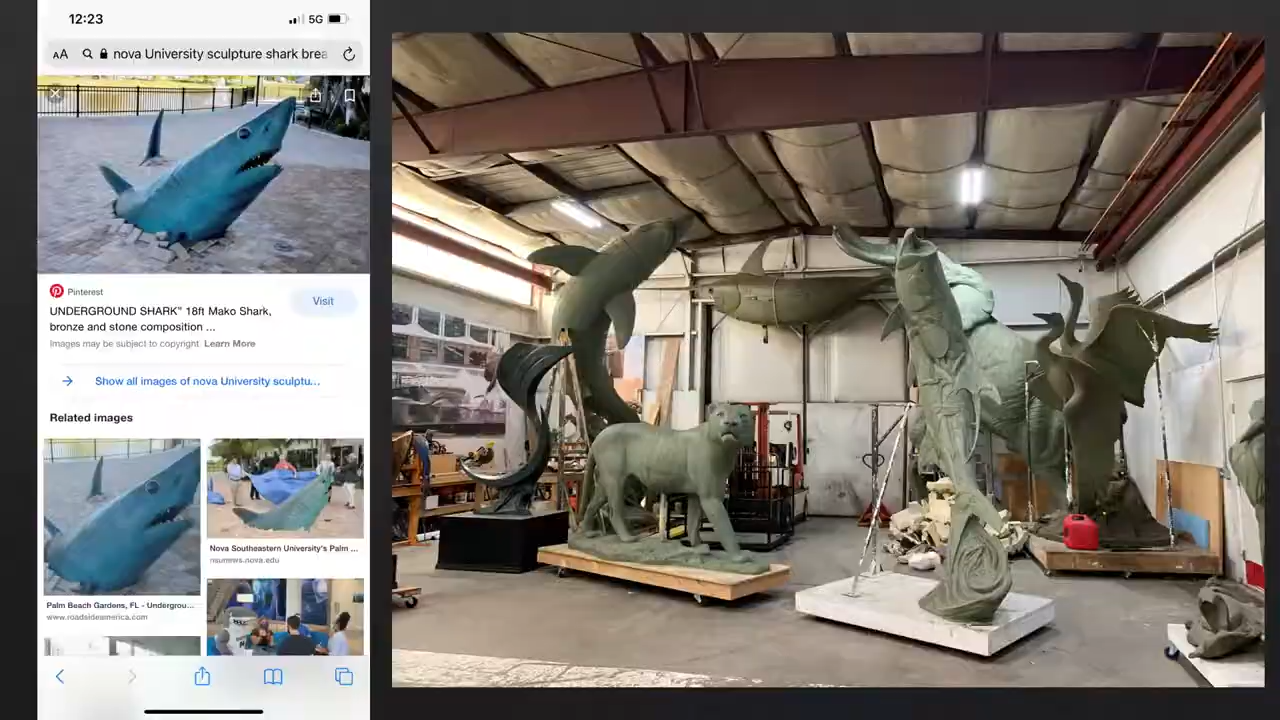 12:23
5G
AA
nova University sculpture shark brea
Pinterest
UNDERGROUND SHARK" 18ft Mako Shark,
bronze and stone composition ...
Visit
Images may be subject to copyright Learn More
Show all images of nova University sculptu...
Related images
Nova Southeastern University's Palm ...
nsunews.nova.edu
Palm Beach Gardens, FL - Undergrou...
www.roadsideamerica.com